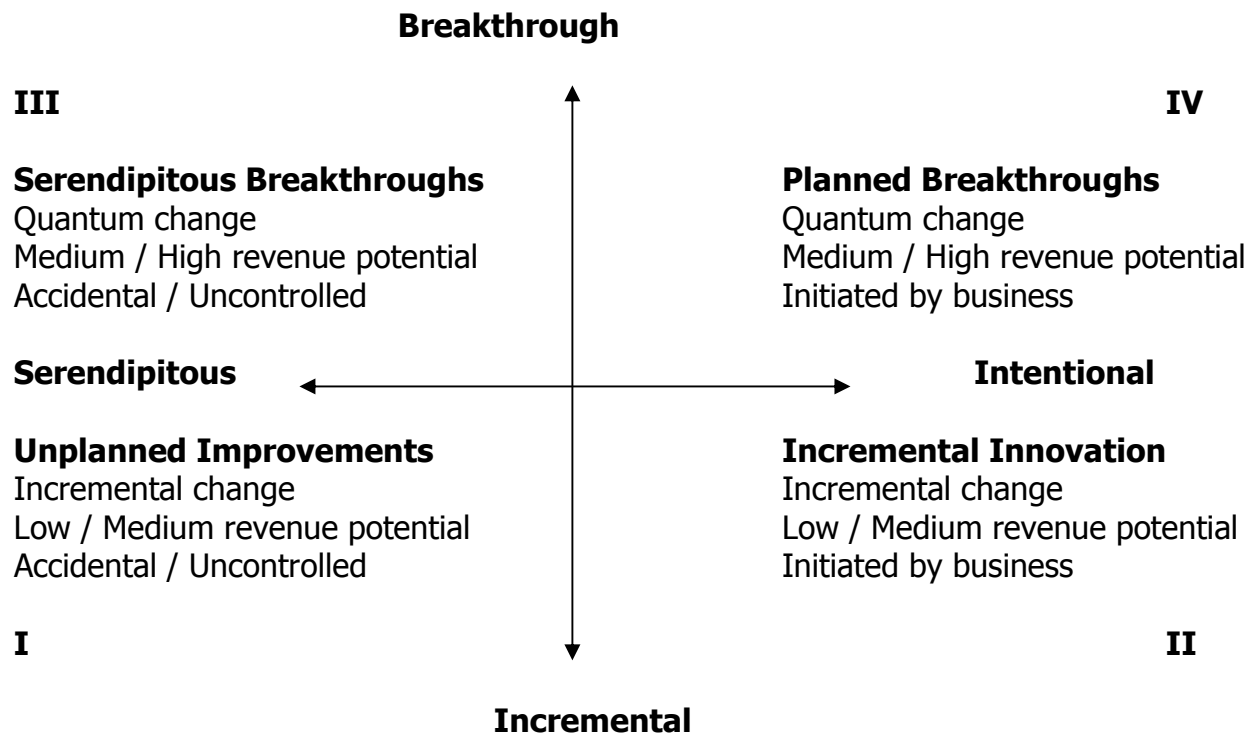 Breakthrough
III
IV
Serendipitous Breakthroughs
Quantum change
Medium / High revenue potential
Accidental / Uncontrolled
Planned Breakthroughs
Quantum change
Medium / High revenue potential
Initiated by business
Serendipitous
Intentional
Unplanned Improvements
Incremental change
Low / Medium revenue potential
Accidental / Uncontrolled
Incremental Innovation
Incremental change
Low / Medium revenue potential
Initiated by business
I
II
Incremental